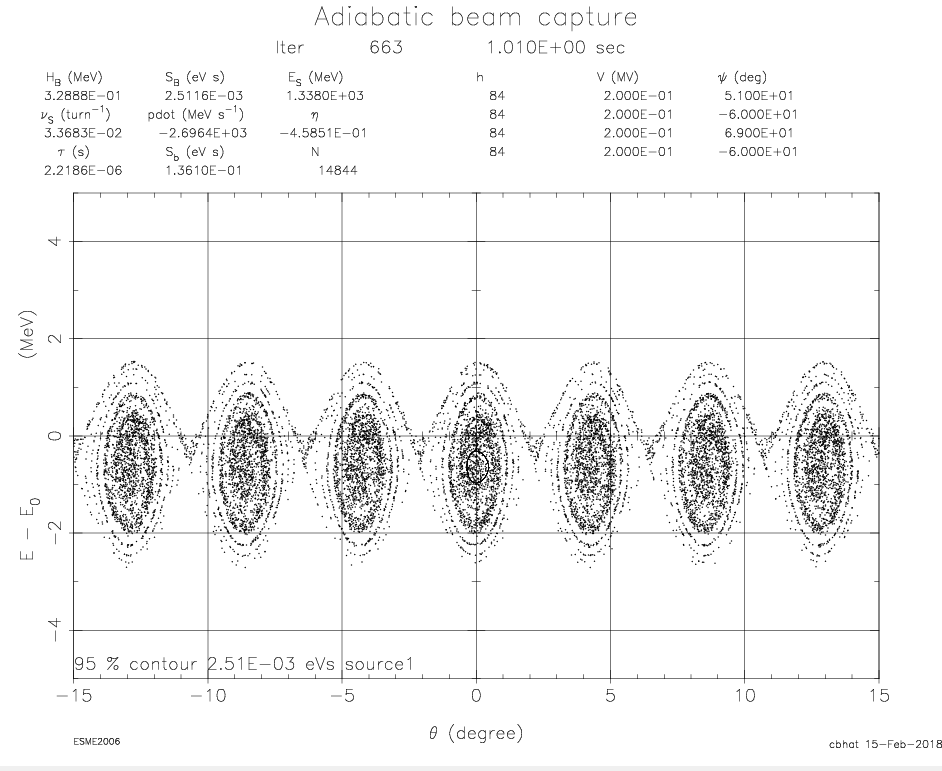 Adiabatic beam capture
Iter 663 1.010E+00 sec
H_B (MeV) S_B (eV s) E_S (MeV) h V (MV) ψ (deg)
3.2888E−01 2.5116E−03 1.3380E+03 84 2.000E−01 5.100E+01
ν_S (turn⁻¹) pdot (MeV s⁻¹) η 84 2.000E−01 −6.000E+01
3.3683E−02 −2.6964E+03 −4.5851E−01 84 2.000E−01 6.900E+01
τ (s) S_b (eV s) N 84 2.000E−01 −6.000E+01
2.2186E−06 1.3610E−01 14844
E − E_0 (MeV)
4
2
0
−2
−4
95 % contour 2.51E−03 eVs source1
−15 −10 −5 0 5 10 15
θ (degree)
ESME2006
cbhat 15−Feb−2018